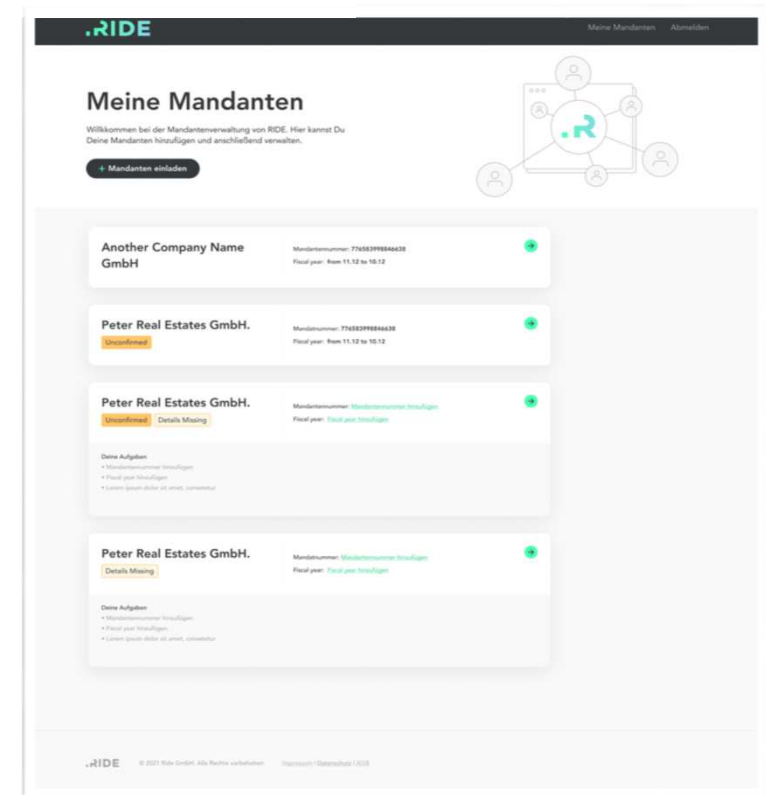 .RIDE
Meine Mandanten Abmelden
Meine Mandanten
Willkommen bei der Mandantenverwaltung von RIDE. Hier kannst Du
Deine Mandanten hinzufügen und anschließend verwalten.
+ Mandanten einladen
.R
Another Company Name
GmbH
Mandantennummer: 776583998846638
Fiscal year: from 11.12 to 10.12
Peter Real Estates GmbH.
Unconfirmed
Mandatnummer: 776583998846638
Fiscal year: from 11.12 to 10.12
Peter Real Estates GmbH.
Unconfirmed Details Missing
Mandantennummer: Mandantennummer hinzufügen
Fiscal year: Fiscal year hinzufügen
Deine Aufgaben
• Mandantennummer hinzufügen
• Fiscal year hinzufügen
• Lorem ipsum dolor sit amet, consetetur
Peter Real Estates GmbH.
Details Missing
Mandatnummer: Mandantennummer hinzufügen
Fiscal year: Fiscal year hinzufügen
Deine Aufgaben
• Mandantennummer hinzufügen
• Fiscal year hinzufügen
• Lorem ipsum dolor sit amet, consetetur
.RIDE © 2021 Ride GmbH. Alle Rechte vorbehalten Impressum | Datenschutz | AGB